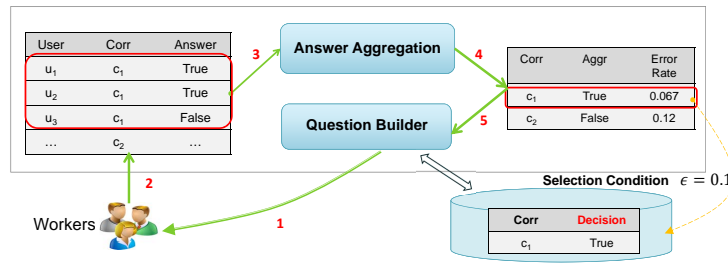 User Corr Answer
u1 c1 True
u2 c1 True
u3 c1 False
… c2 …
3
Answer Aggregation
4
Corr Aggr Error Rate
c1 True 0.067
c2 False 0.12
5
Question Builder
2
1
Workers
Selection Condition ϵ = 0.1
Corr Decision
c1 True